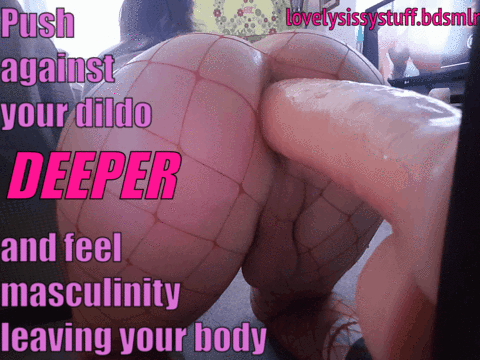 lovelysissystuff.bdsmlr
Push
against
your dildo
DEEPER
and feel
masculinity
leaving your body